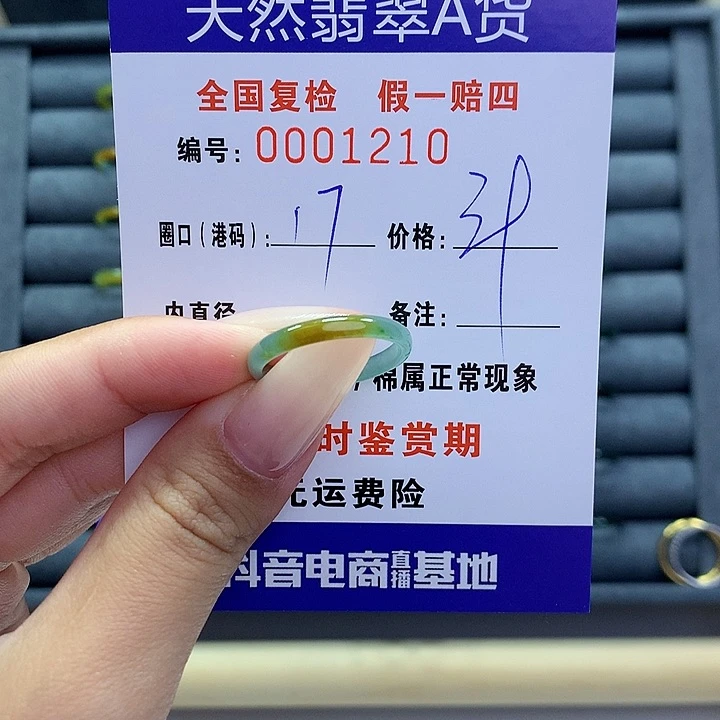 天然翡翠A货
全国复检 假一赔四
编号：0001210
圈口（港码）：17 价格：
内直径 备注：
，棉属正常现象
时鉴赏期
无运费险
抖音电商直播基地